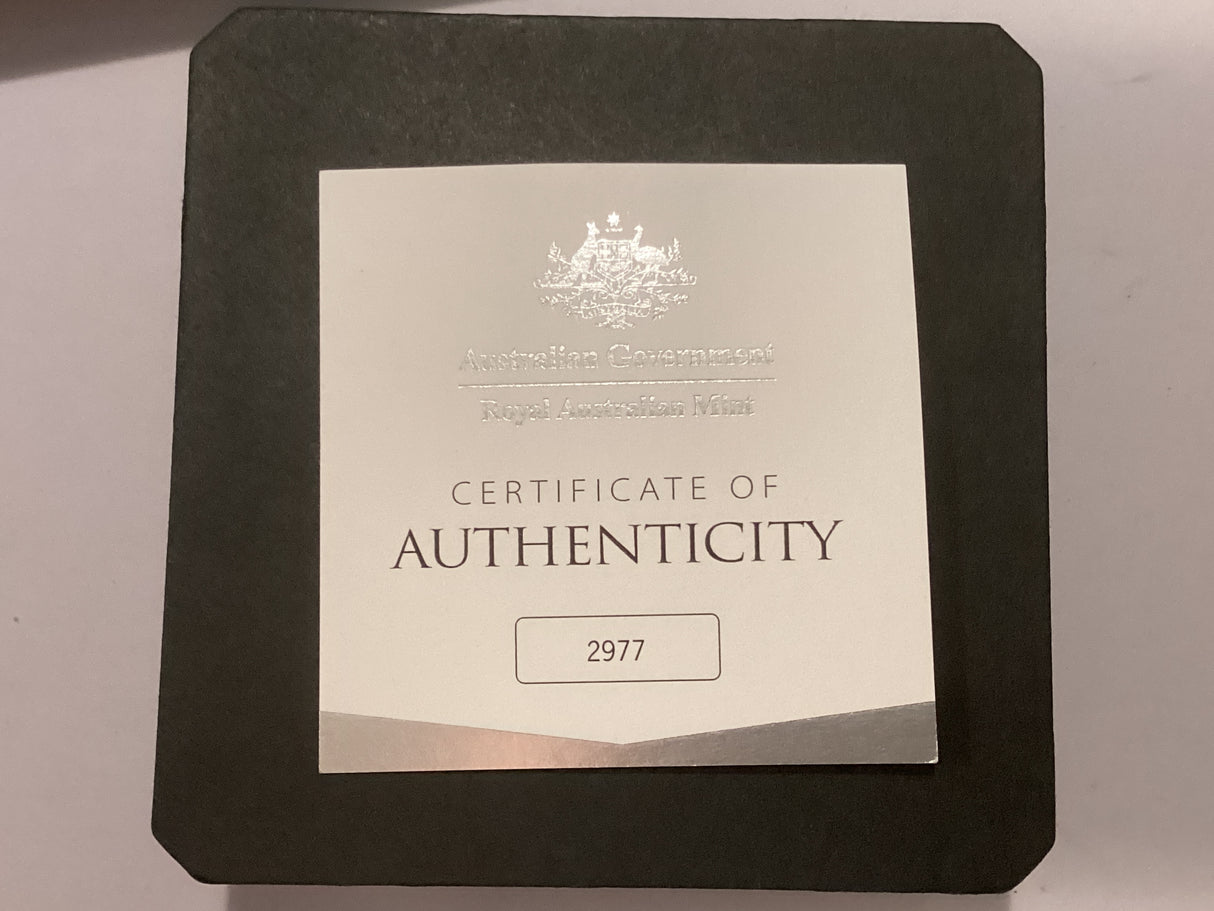 Australian Government
Royal Australian Mint
CERTIFICATE OF
AUTHENTICITY
2977